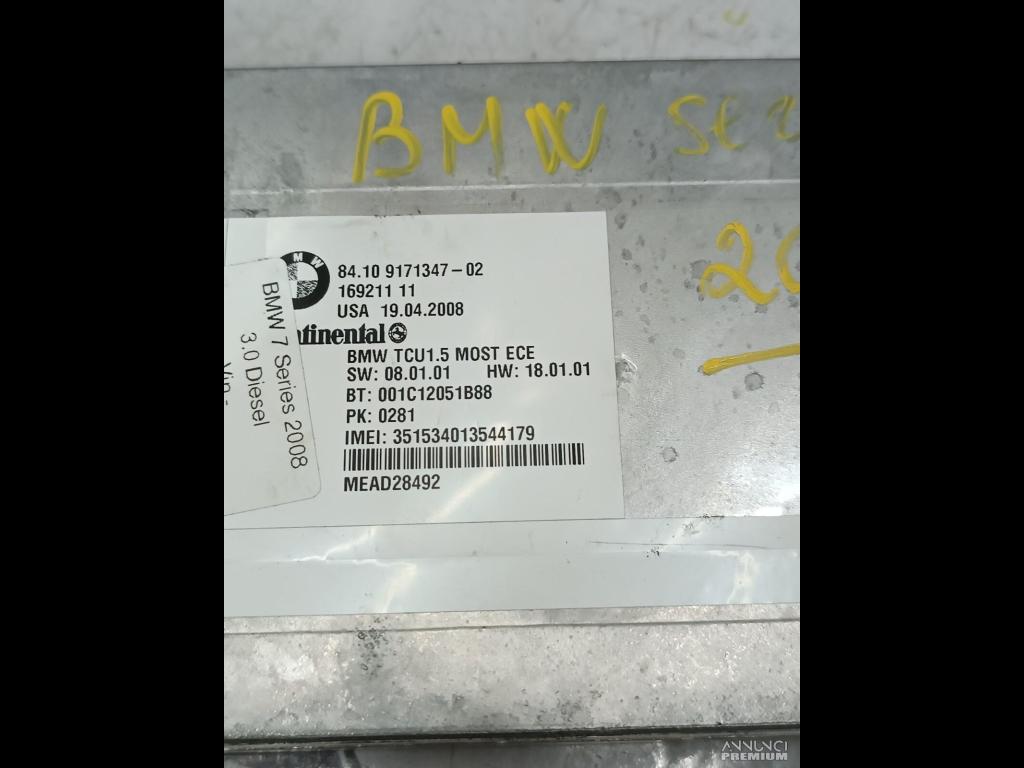 BMW SE
20
84.10 9171347-02
169211 11
USA 19.04.2008
BMW TCU1.5 MOST ECE
SW: 08.01.01 HW: 18.01.01
BT: 001C12051B88
PK: 0281
IMEI: 351534013544179
MEAD28492
BMW 7 Series 2008
3.0 Diesel
ANNUNCI
PREMIUM